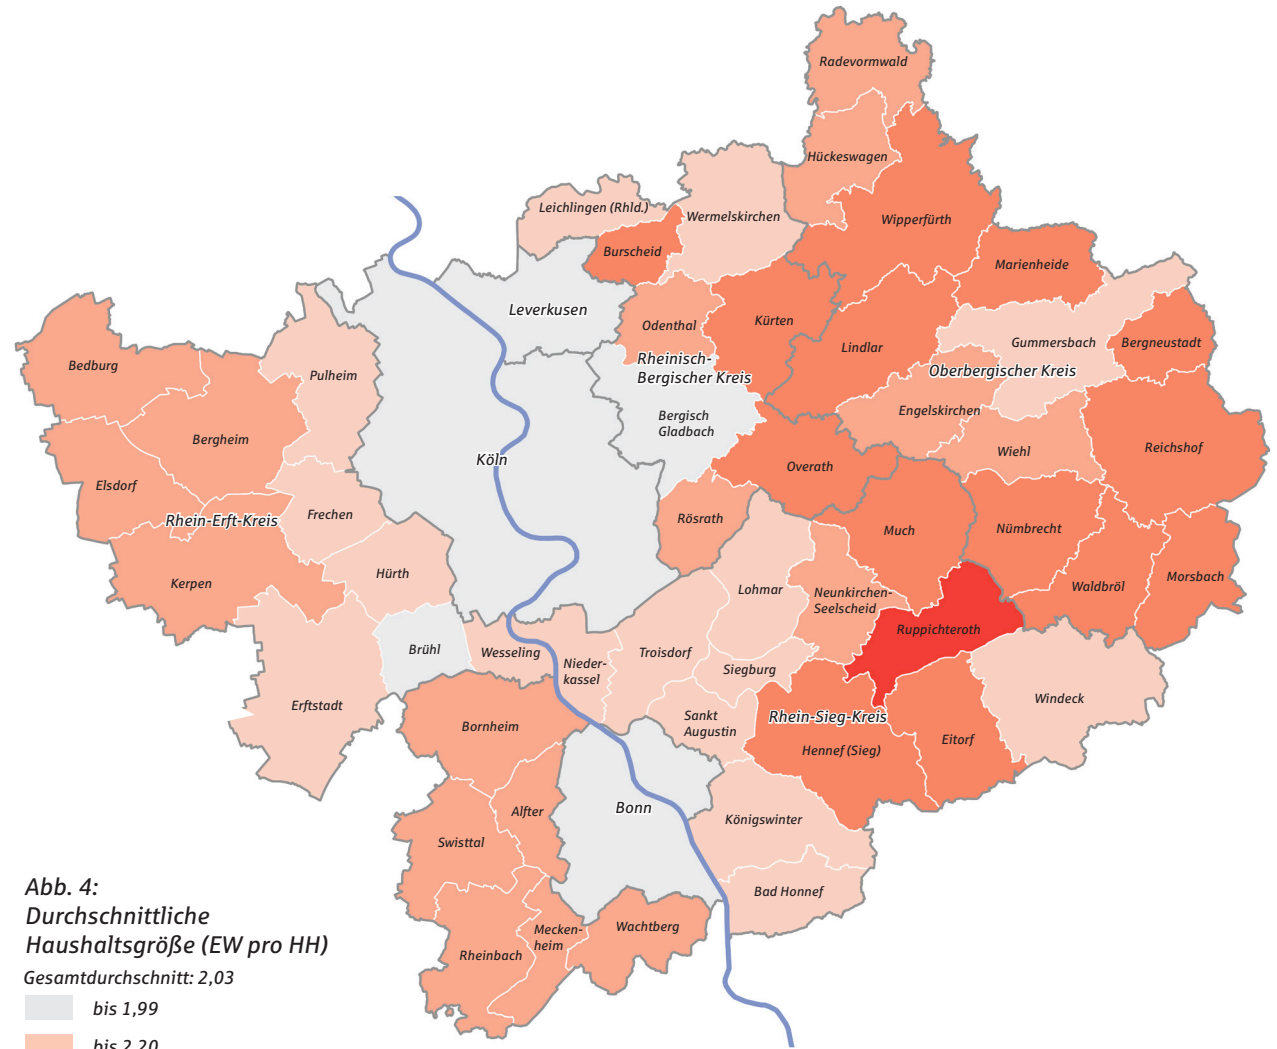 Radevormwald
Hückeswagen
Leichlingen (Rhld.)
Wermelskirchen
Wipperfürth
Burscheid
Marienheide
Leverkusen
Odenthal
Kürten
Lindlar
Gummersbach
Bergneustadt
Bedburg
Pulheim
Rheinisch-
Bergischer Kreis
Oberbergischer Kreis
Bergisch
Gladbach
Engelskirchen
Bergheim
Wiehl
Reichshof
Köln
Overath
Elsdorf
Rhein-Erft-Kreis
Frechen
Rösrath
Much
Nümbrecht
Kerpen
Hürth
Lohmar
Neunkirchen-
Seelscheid
Waldbröl
Morsbach
Ruppichteroth
Brühl
Wesseling
Nieder-
kassel
Troisdorf
Siegburg
Erftstadt
Windeck
Bornheim
Sankt
Augustin
Rhein-Sieg-Kreis
Hennef (Sieg)
Eitorf
Bonn
Alfter
Königswinter
Swisttal
Bad Honnef
Wachtberg
Mecken-
heim
Rheinbach
Abb. 4:
Durchschnittliche
Haushaltsgröße (EW pro HH)
Gesamtdurchschnitt: 2,03
bis 1,99
bis 2,20